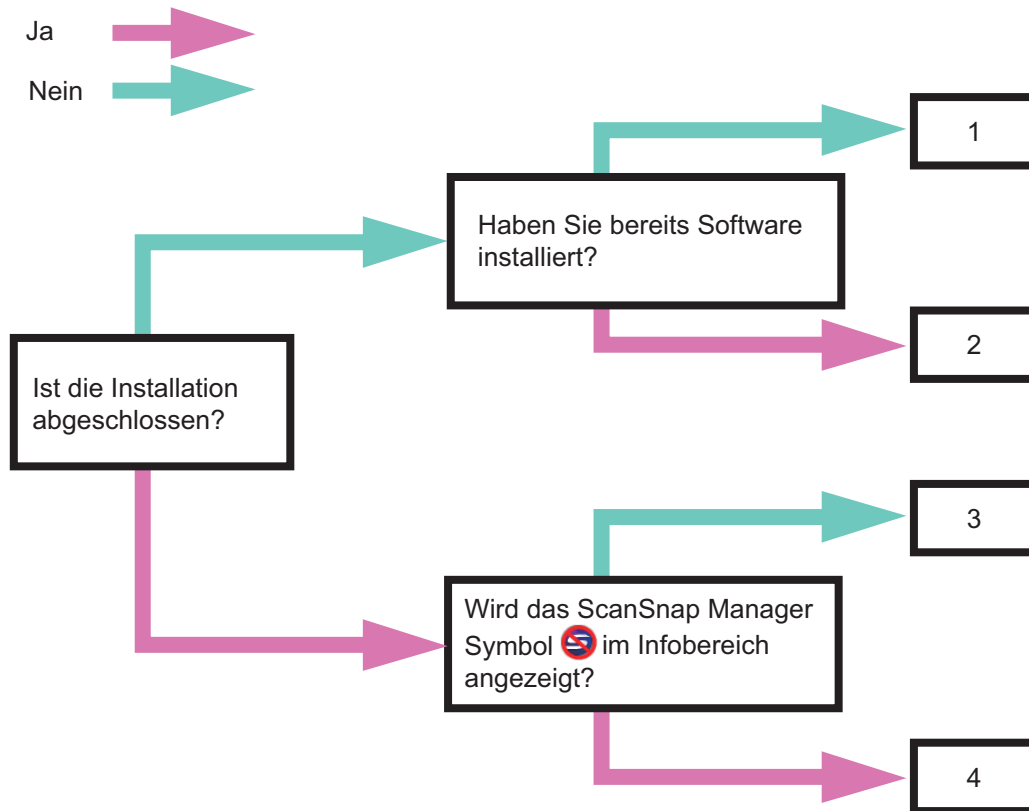 Ja
Nein
1
Haben Sie bereits Software
installiert?
2
Ist die Installation
abgeschlossen?
3
Wird das ScanSnap Manager
Symbol im Infobereich
angezeigt?
4